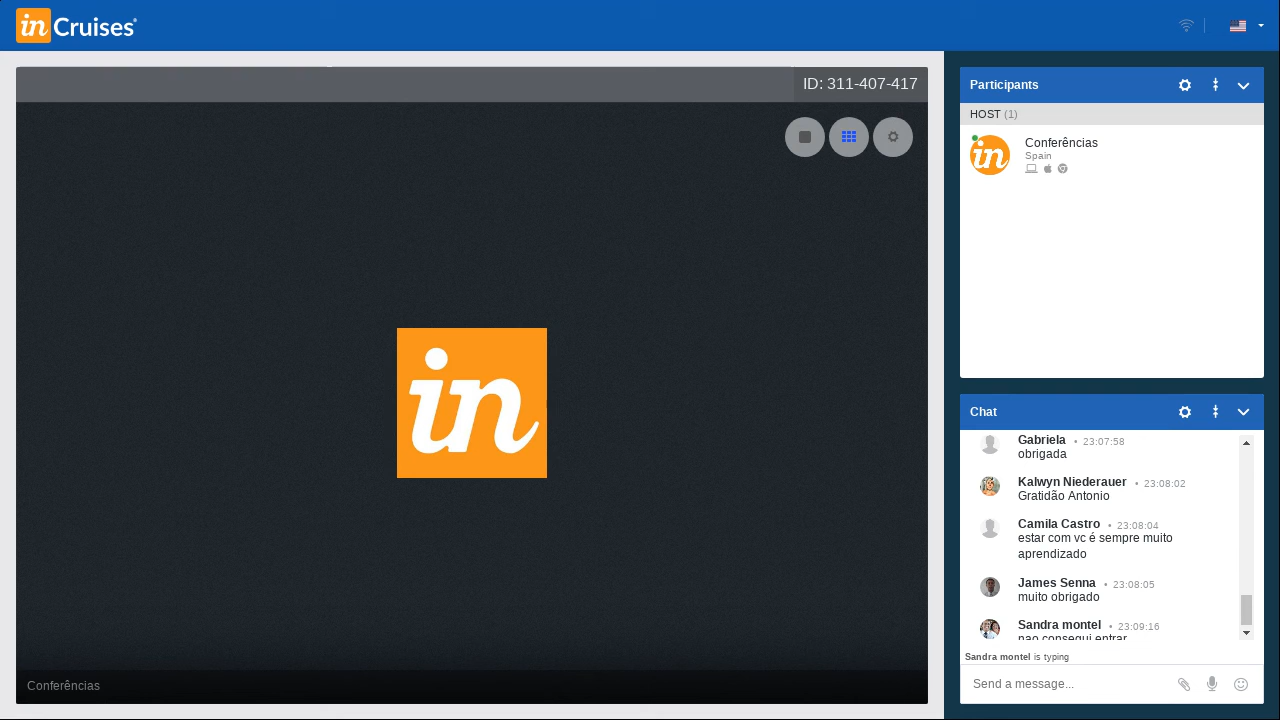 in Cruises
ID: 311-407-417
in
Conferências
Participants
HOST (1)
in
Conferências
Spain
Chat
Gabriela • 23:07:58
obrigada
Kalwyn Niederauer • 23:08:02
Gratidão Antonio
Camila Castro • 23:08:04
estar com vc é sempre muito
aprendizado
James Senna • 23:08:05
muito obrigado
Sandra montel • 23:09:16
nao consegui entrar
Sandra montel is typing
Send a message...